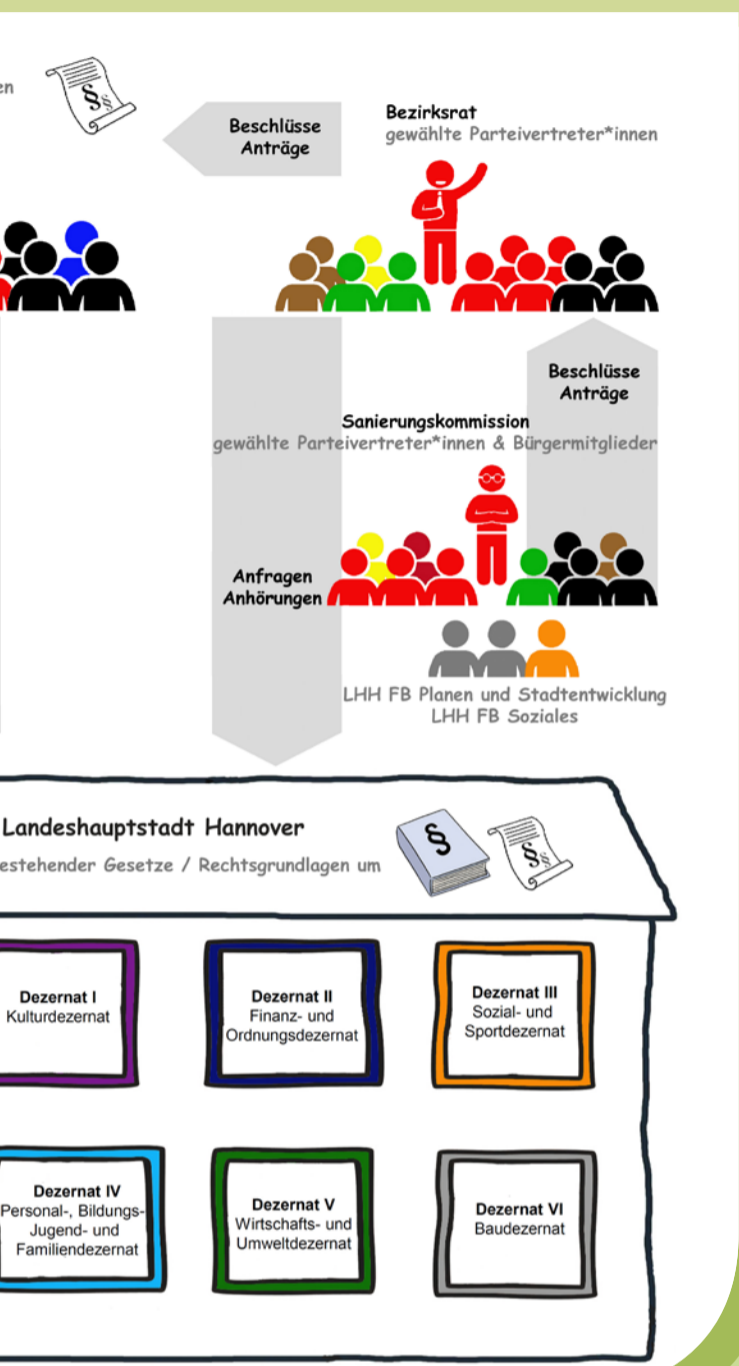 en
§
§
Beschlüsse
Anträge
Bezirksrat
gewählte Parteivertreter*innen
Beschlüsse
Anträge
Sanierungskommission
gewählte Parteivertreter*innen & Bürgermitglieder
Anfragen
Anhörungen
LHH FB Planen und Stadtentwicklung
LHH FB Soziales
Landeshauptstadt Hannover
estehender Gesetze / Rechtsgrundlagen um
§
§
§
Dezernat I
Kulturdezernat
Dezernat II
Finanz- und
Ordnungsdezernat
Dezernat III
Sozial- und
Sportdezernat
Dezernat IV
Personal-, Bildungs-
Jugend- und
Familiendezernat
Dezernat V
Wirtschafts- und
Umweltdezernat
Dezernat VI
Baudezernat